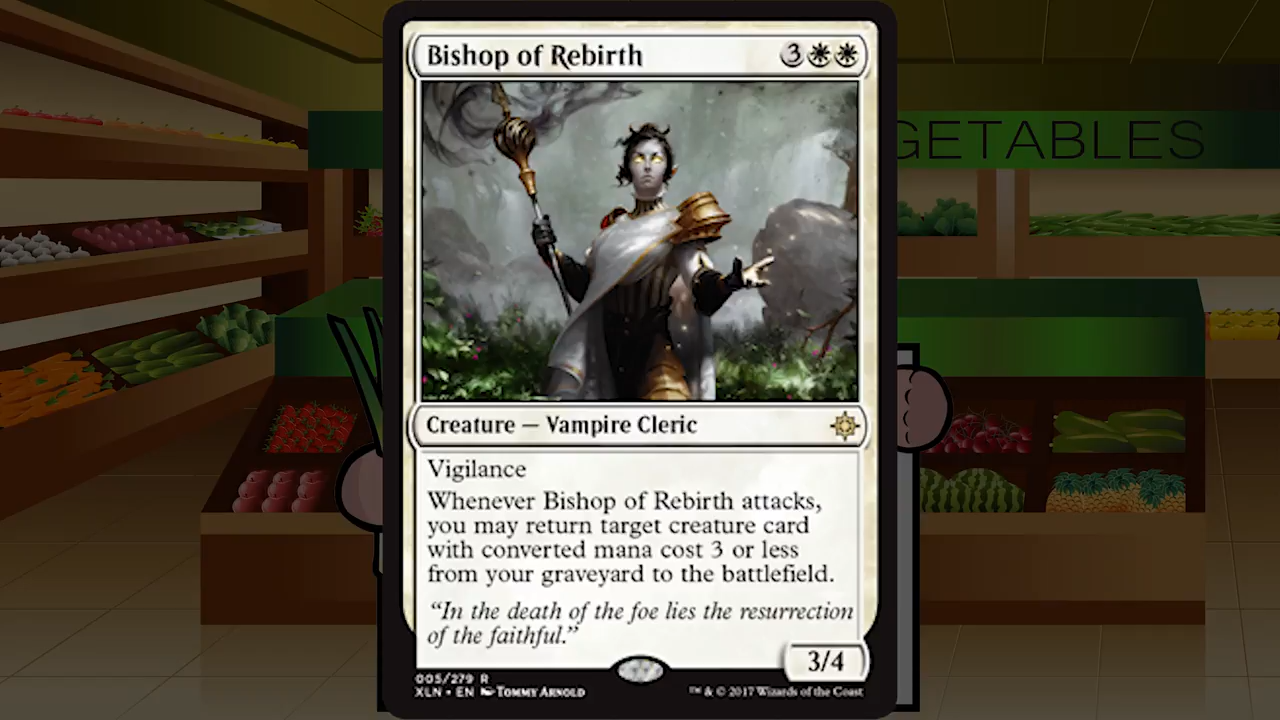 Bishop of Rebirth 3
GETABLES
Creature — Vampire Cleric
Vigilance
Whenever Bishop of Rebirth attacks,
you may return target creature card
with converted mana cost 3 or less
from your graveyard to the battlefield.
“In the death of the foe lies the resurrection
of the faithful.”
3/4
005/279 R
XLN • EN TOMMY ARNOLD
™ & © 2017 Wizards of the Coast